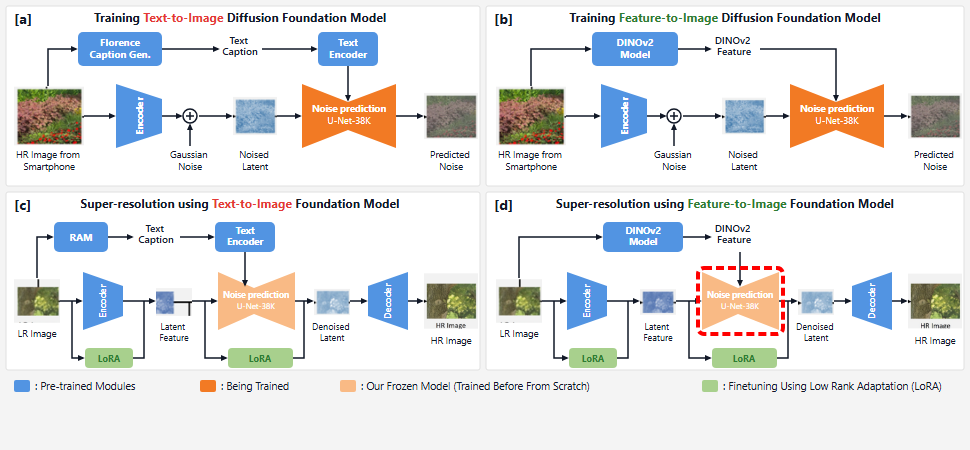 [a] Training Text-to-Image Diffusion Foundation Model
Florence
Caption Gen.
Text
Caption
Text
Encoder
Encoder
Noise prediction
U-Net-38K
HR Image from
Smartphone
Gaussian
Noise
Noised
Latent
Predicted
Noise
[b] Training Feature-to-Image Diffusion Foundation Model
DINOv2
Model
DINOv2
Feature
Encoder
Noise prediction
U-Net-38K
HR Image from
Smartphone
Gaussian
Noise
Noised
Latent
Predicted
Noise
[c] Super-resolution using Text-to-Image Foundation Model
RAM
Text
Caption
Text
Encoder
Encoder
Noise prediction
U-Net-38K
Decoder
LR Image
Latent
Feature
Denoised
Latent
HR Image
HR Image
LoRA
LoRA
[d] Super-resolution using Feature-to-Image Foundation Model
DINOv2
Model
DINOv2
Feature
Encoder
Noise prediction
U-Net-38K
Decoder
LR Image
Latent
Feature
Denoised
Latent
HR Image
HR Image
LoRA
LoRA
: Pre-trained Modules
: Being Trained
: Our Frozen Model (Trained Before From Scratch)
: Finetuning Using Low Rank Adaptation (LoRA)